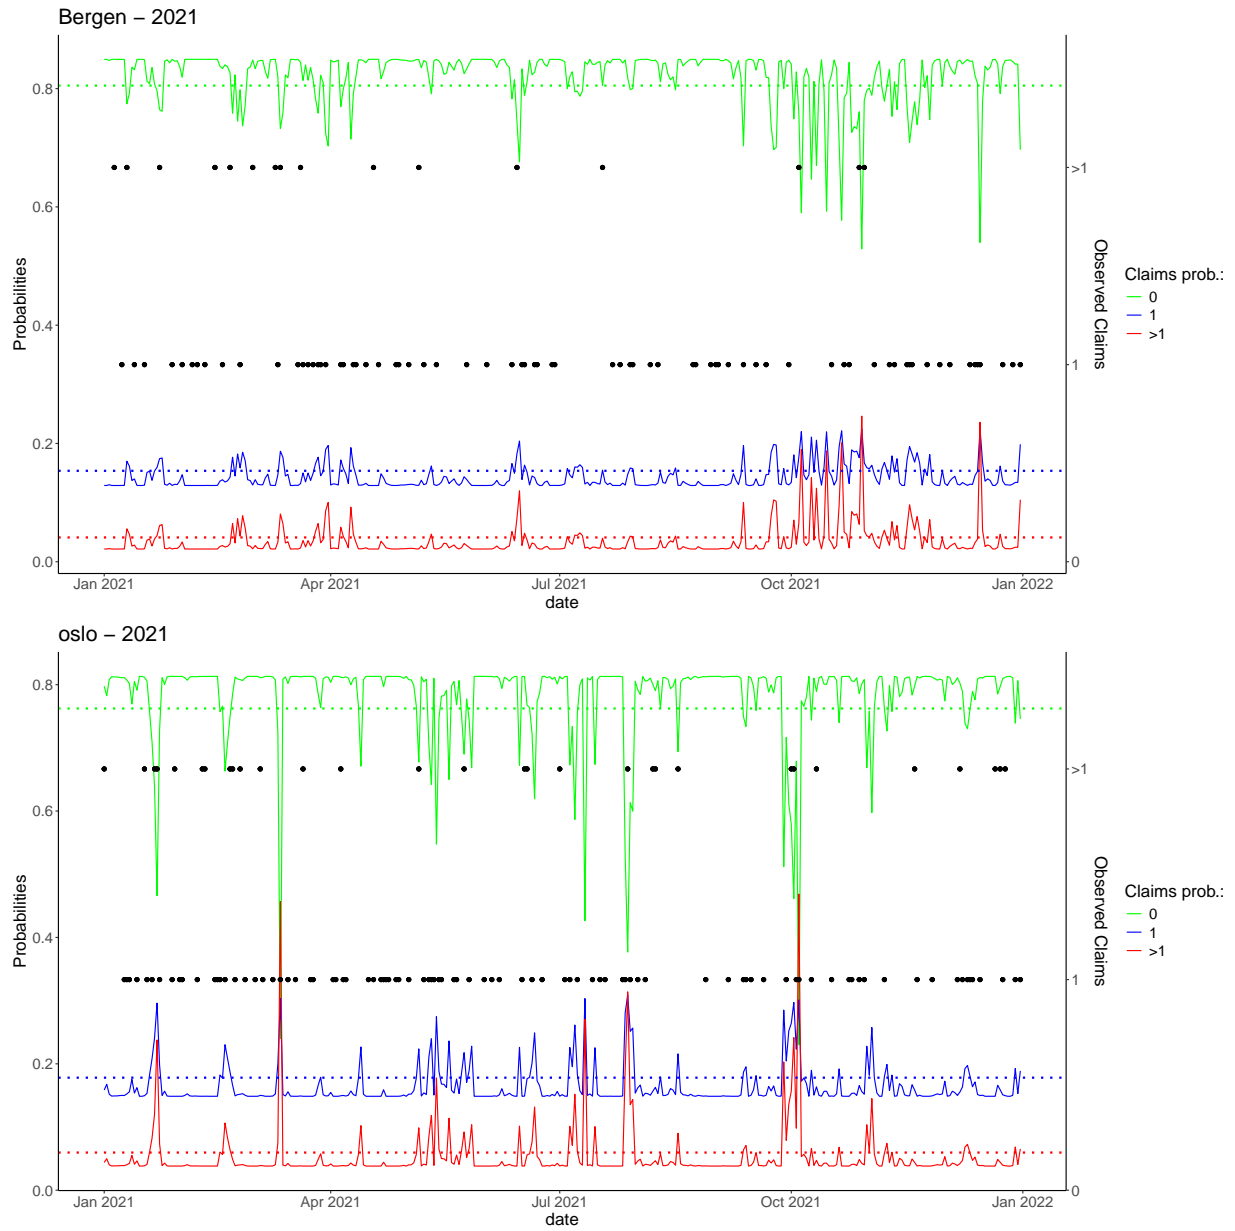 Bergen − 2021
0.8
0.6
0.4
0.2
0.0
Probabilities
>1
1
0
Observed Claims
Jan 2021
Apr 2021
Jul 2021
Oct 2021
Jan 2022
date
Claims prob.:
0
1
>1
oslo − 2021
0.8
0.6
0.4
0.2
0.0
Probabilities
>1
1
0
Observed Claims
Jan 2021
Apr 2021
Jul 2021
Oct 2021
Jan 2022
date
Claims prob.:
0
1
>1